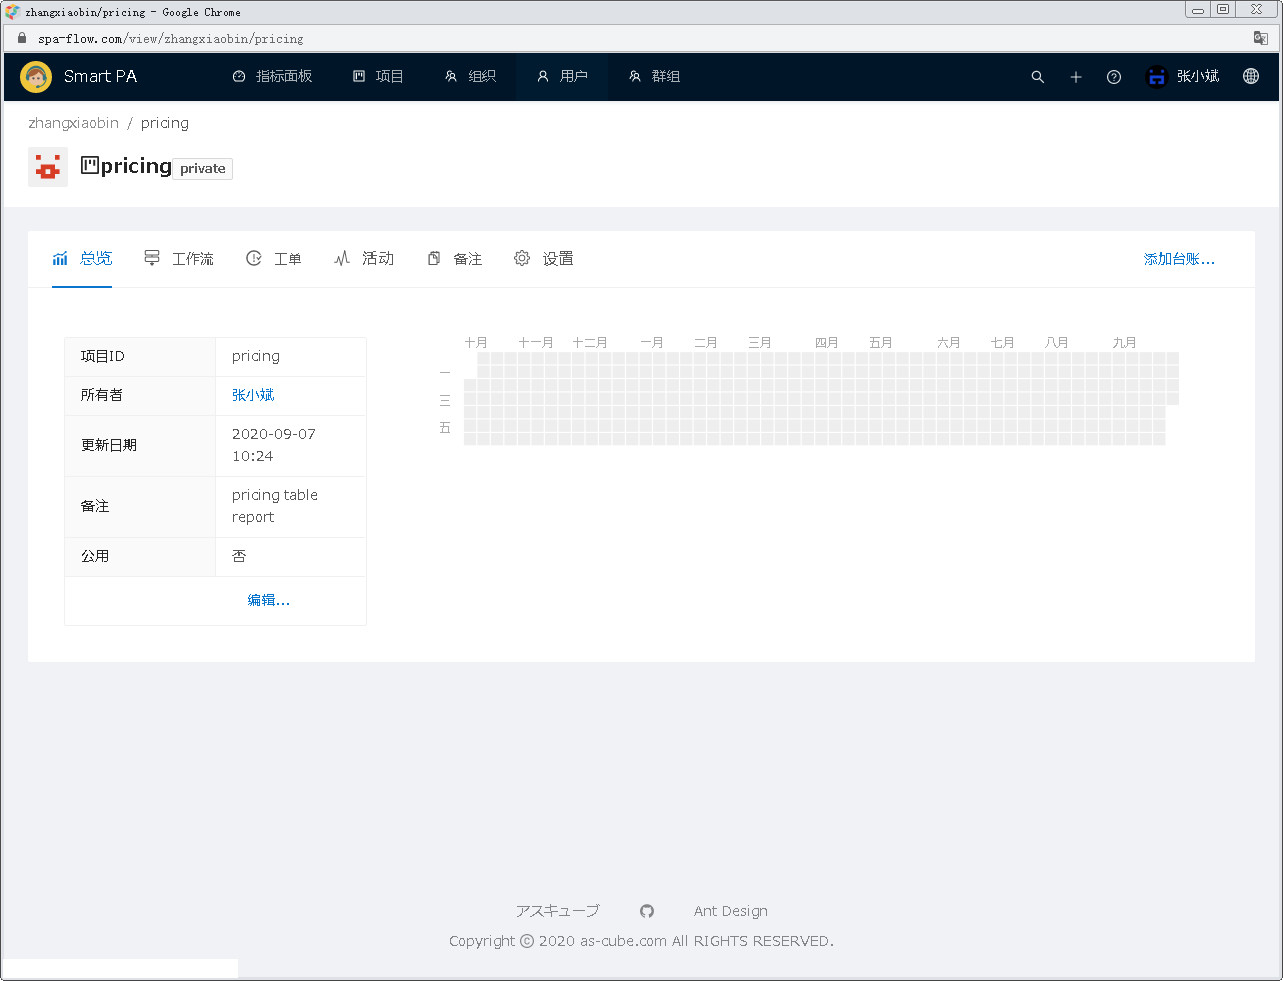 zhangxiaobin/pricing - Google Chrome
spa-flow.com/view/zhangxiaobin/pricing
Smart PA 指标面板 项目 组织 用户 群组 张小斌
zhangxiaobin / pricing
pricing private
总览 工作流 工单 活动 备注 设置 添加台账...
十月 十一月 十二月 一月 二月 三月 四月 五月 六月 七月 八月 九月
一
三
五
项目ID pricing
所有者 张小斌
更新日期 2020-09-07
10:24
备注 pricing table
report
公用 否
编辑...
アスキューブ Ant Design
Copyright © 2020 as-cube.com All RIGHTS RESERVED.